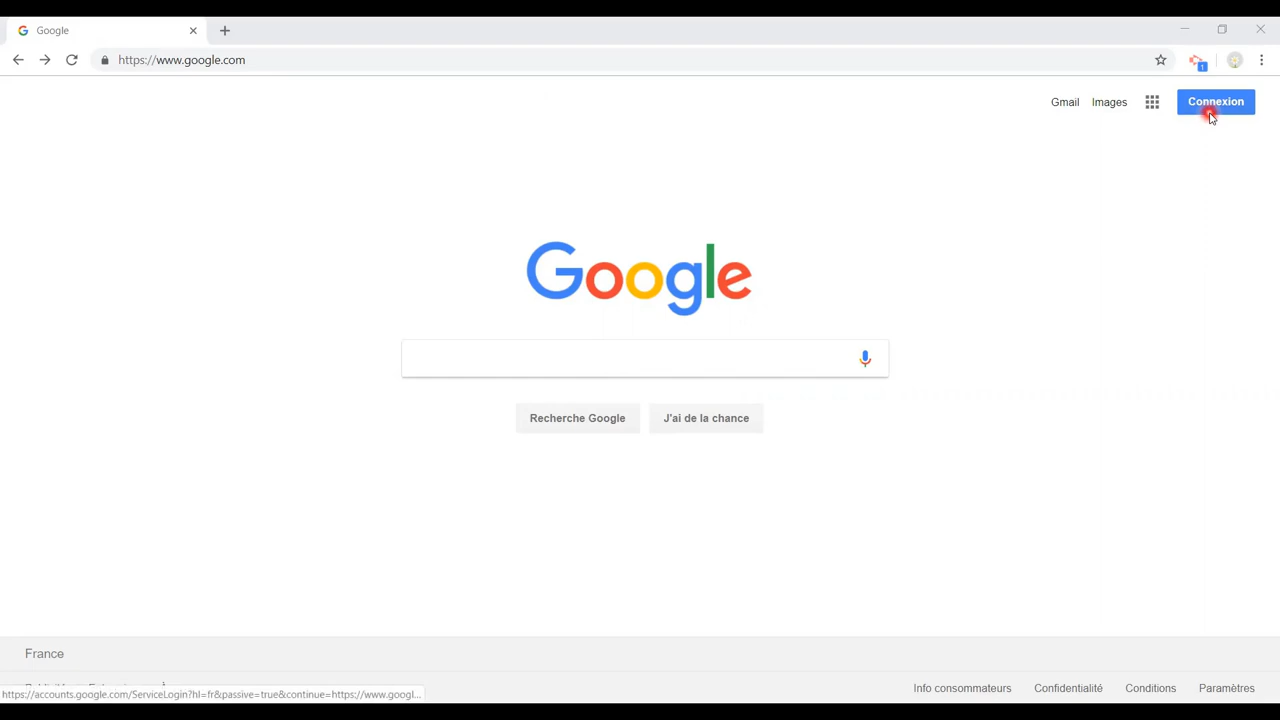 Google
https://www.google.com
1
Gmail Images Connexion
Google
Recherche Google J'ai de la chance
France
https://accounts.google.com/ServiceLogin?hl=fr&passive=true&continue=https://www.googl...
Info consommateurs Confidentialité Conditions Paramètres